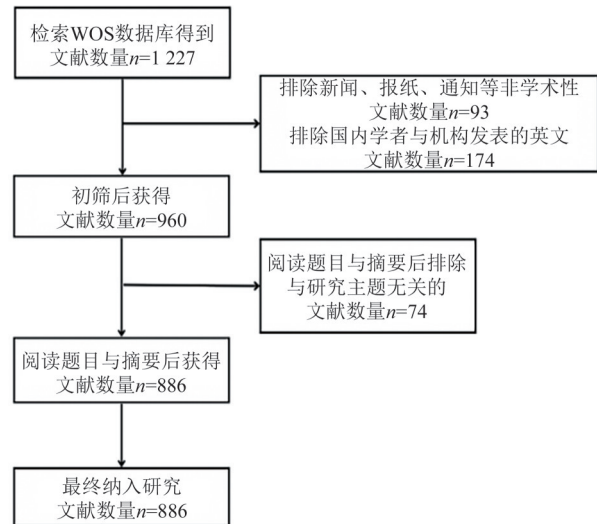 检索WOS数据库得到
文献数量n=1 227
排除新闻、报纸、通知等非学术性
文献数量n=93
排除国内学者与机构发表的英文
文献数量n=174
初筛后获得
文献数量n=960
阅读题目与摘要后排除
与研究主题无关的
文献数量n=74
阅读题目与摘要后获得
文献数量n=886
最终纳入研究
文献数量n=886